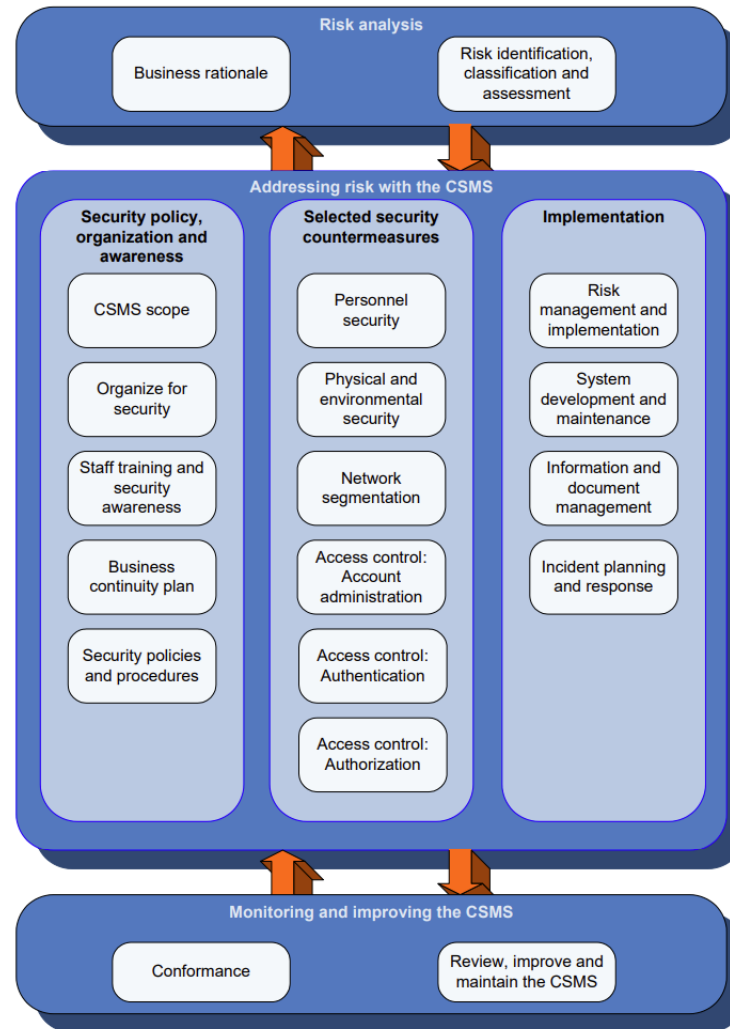 Risk analysis
Business rationale
Risk identification,
classification and
assessment
Addressing risk with the CSMS
Security policy,
organization and
awareness
CSMS scope
Organize for
security
Staff training and
security
awareness
Business
continuity plan
Security policies
and procedures
Selected security
countermeasures
Personnel
security
Physical and
environmental
security
Network
segmentation
Access control:
Account
administration
Access control:
Authentication
Access control:
Authorization
Implementation
Risk
management and
implementation
System
development and
maintenance
Information and
document
management
Incident planning
and response
Monitoring and improving the CSMS
Conformance
Review, improve and
maintain the CSMS